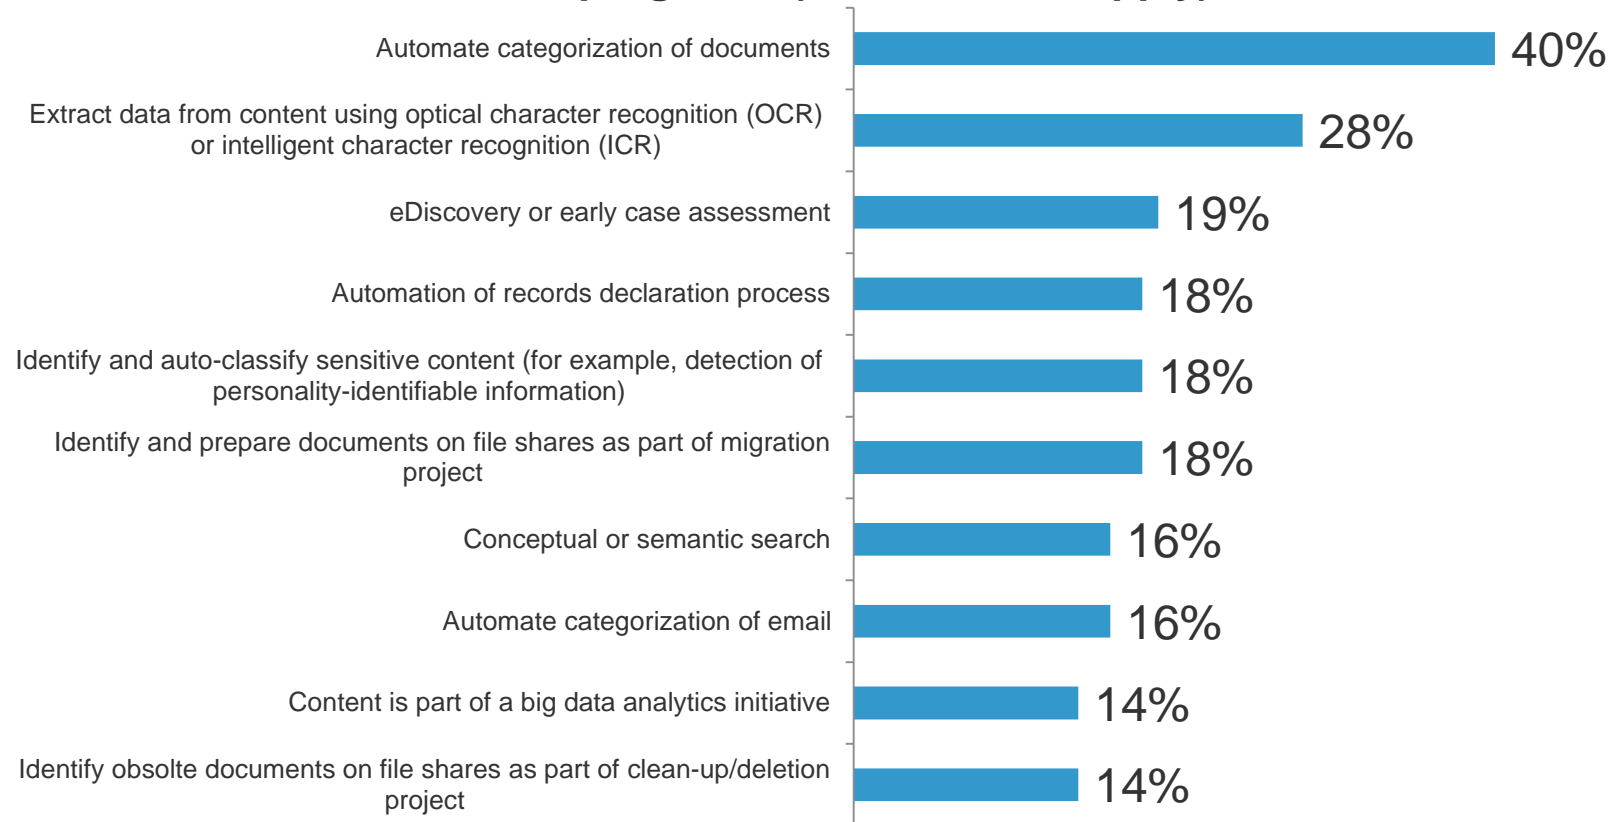 Automate categorization of documents
40%
Extract data from content using optical character recognition (OCR)
or intelligent character recognition (ICR)
28%
eDiscovery or early case assessment
19%
Automation of records declaration process
18%
Identify and auto-classify sensitive content (for example, detection of
personality-identifiable information)
18%
Identify and prepare documents on file shares as part of migration
project
18%
Conceptual or semantic search
16%
Automate categorization of email
16%
Content is part of a big data analytics initiative
14%
Identify obsolte documents on file shares as part of clean-up/deletion
project
14%